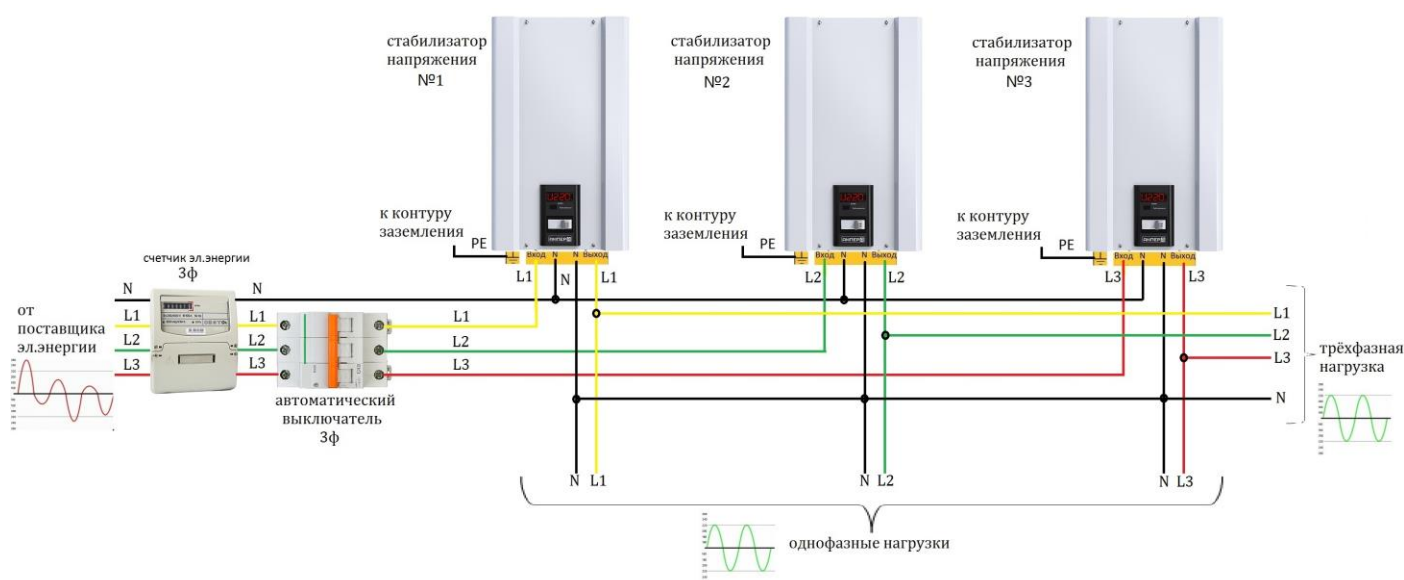 стабилизатор
напряжения
№1
стабилизатор
напряжения
№2
стабилизатор
напряжения
№3
к контуру
заземления
PE
к контуру
заземления
PE
к контуру
заземления
PE
Вход N N Выход
Вход N N Выход
Вход N N Выход
L1 N L1
L2 L2
L3 L3
счетчик эл.энергии
3ф
от
поставщика
эл.энергии
N N
L1 L1 L1
L2 L2 L2
L3 L3 L3
автоматический
выключатель
3ф
L1
L2
L3
N
трёхфазная
нагрузка
N L1
N L2
N L3
однофазные нагрузки